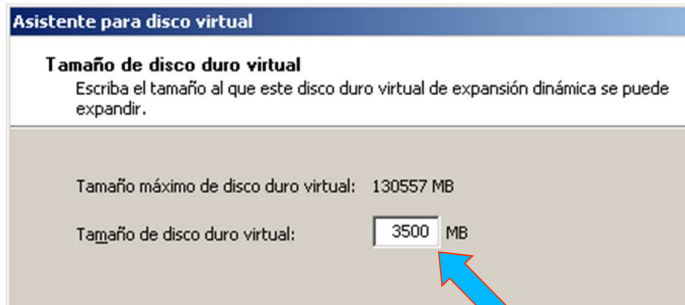 Asistente para disco virtual
Tamaño de disco duro virtual
Escriba el tamaño al que este disco duro virtual de expansión dinámica se puede
expandir.
Tamaño máximo de disco duro virtual: 130557 MB
Tamaño de disco duro virtual: 3500 MB